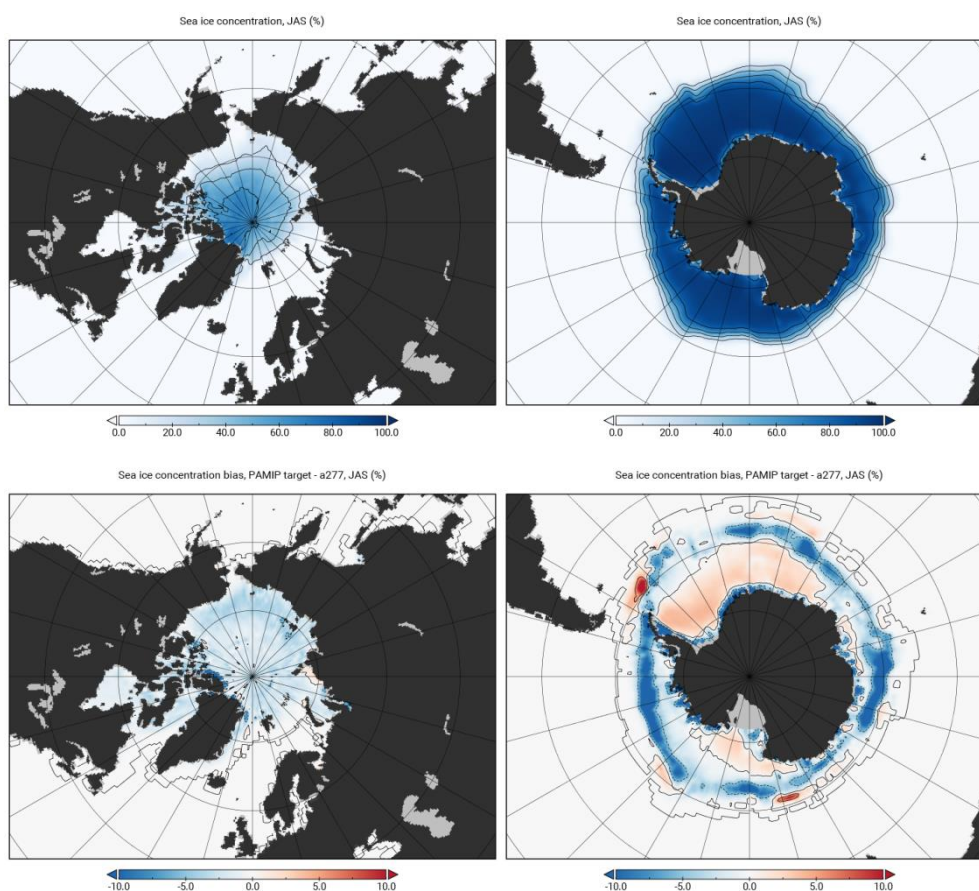 Sea ice concentration, JAS (%)
Sea ice concentration, JAS (%)
0.0 20.0 40.0 60.0 80.0 100.0
0.0 20.0 40.0 60.0 80.0 100.0
Sea ice concentration bias, PAMIP target - a277, JAS (%)
Sea ice concentration bias, PAMIP target - a277, JAS (%)
-10.0 -5.0 0.0 5.0 10.0
-10.0 -5.0 0.0 5.0 10.0